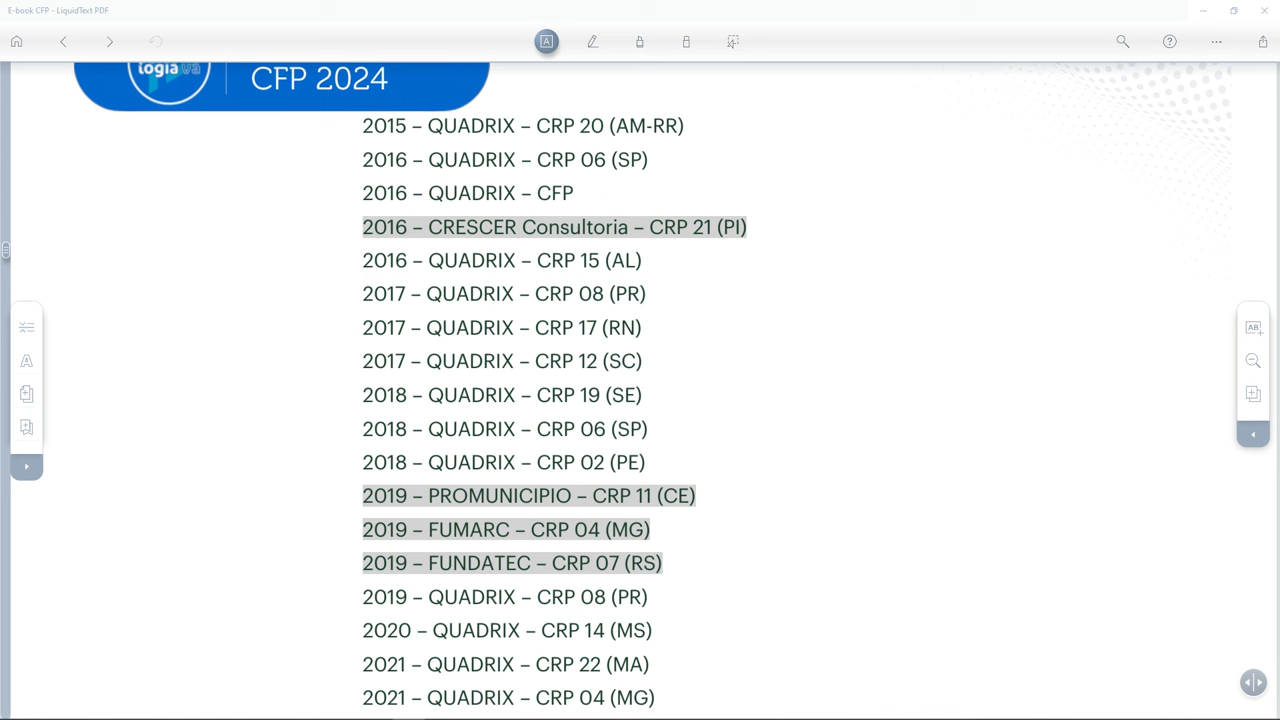 E-book CFP - LiquidText PDF
logia va
CFP 2024
2015 – QUADRIX – CRP 20 (AM-RR)
2016 – QUADRIX – CRP 06 (SP)
2016 – QUADRIX – CFP
2016 – CRESCER Consultoria – CRP 21 (PI)
2016 – QUADRIX – CRP 15 (AL)
2017 – QUADRIX – CRP 08 (PR)
2017 – QUADRIX – CRP 17 (RN)
2017 – QUADRIX – CRP 12 (SC)
2018 – QUADRIX – CRP 19 (SE)
2018 – QUADRIX – CRP 06 (SP)
2018 – QUADRIX – CRP 02 (PE)
2019 – PROMUNICIPIO – CRP 11 (CE)
2019 – FUMARC – CRP 04 (MG)
2019 – FUNDATEC – CRP 07 (RS)
2019 – QUADRIX – CRP 08 (PR)
2020 – QUADRIX – CRP 14 (MS)
2021 – QUADRIX – CRP 22 (MA)
2021 – QUADRIX – CRP 04 (MG)